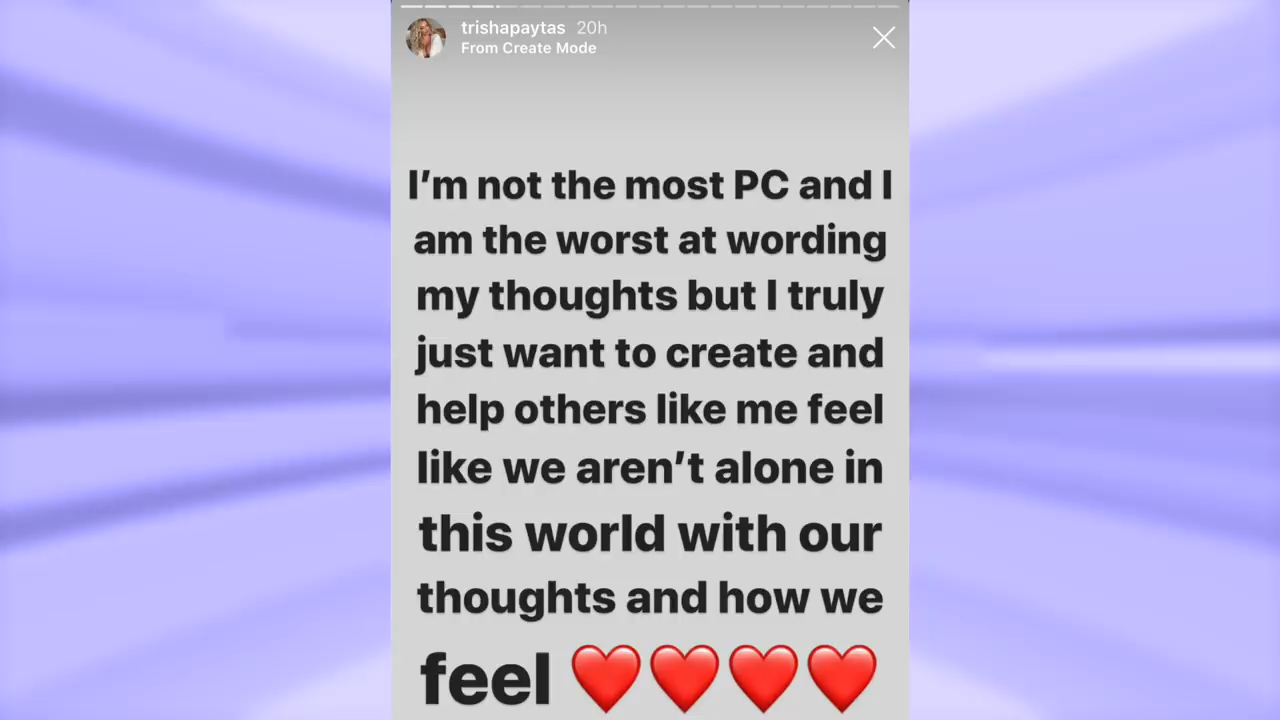 trishapaytas 20h
From Create Mode
I’m not the most PC and I
am the worst at wording
my thoughts but I truly
just want to create and
help others like me feel
like we aren’t alone in
this world with our
thoughts and how we
feel ❤️❤️❤️❤️